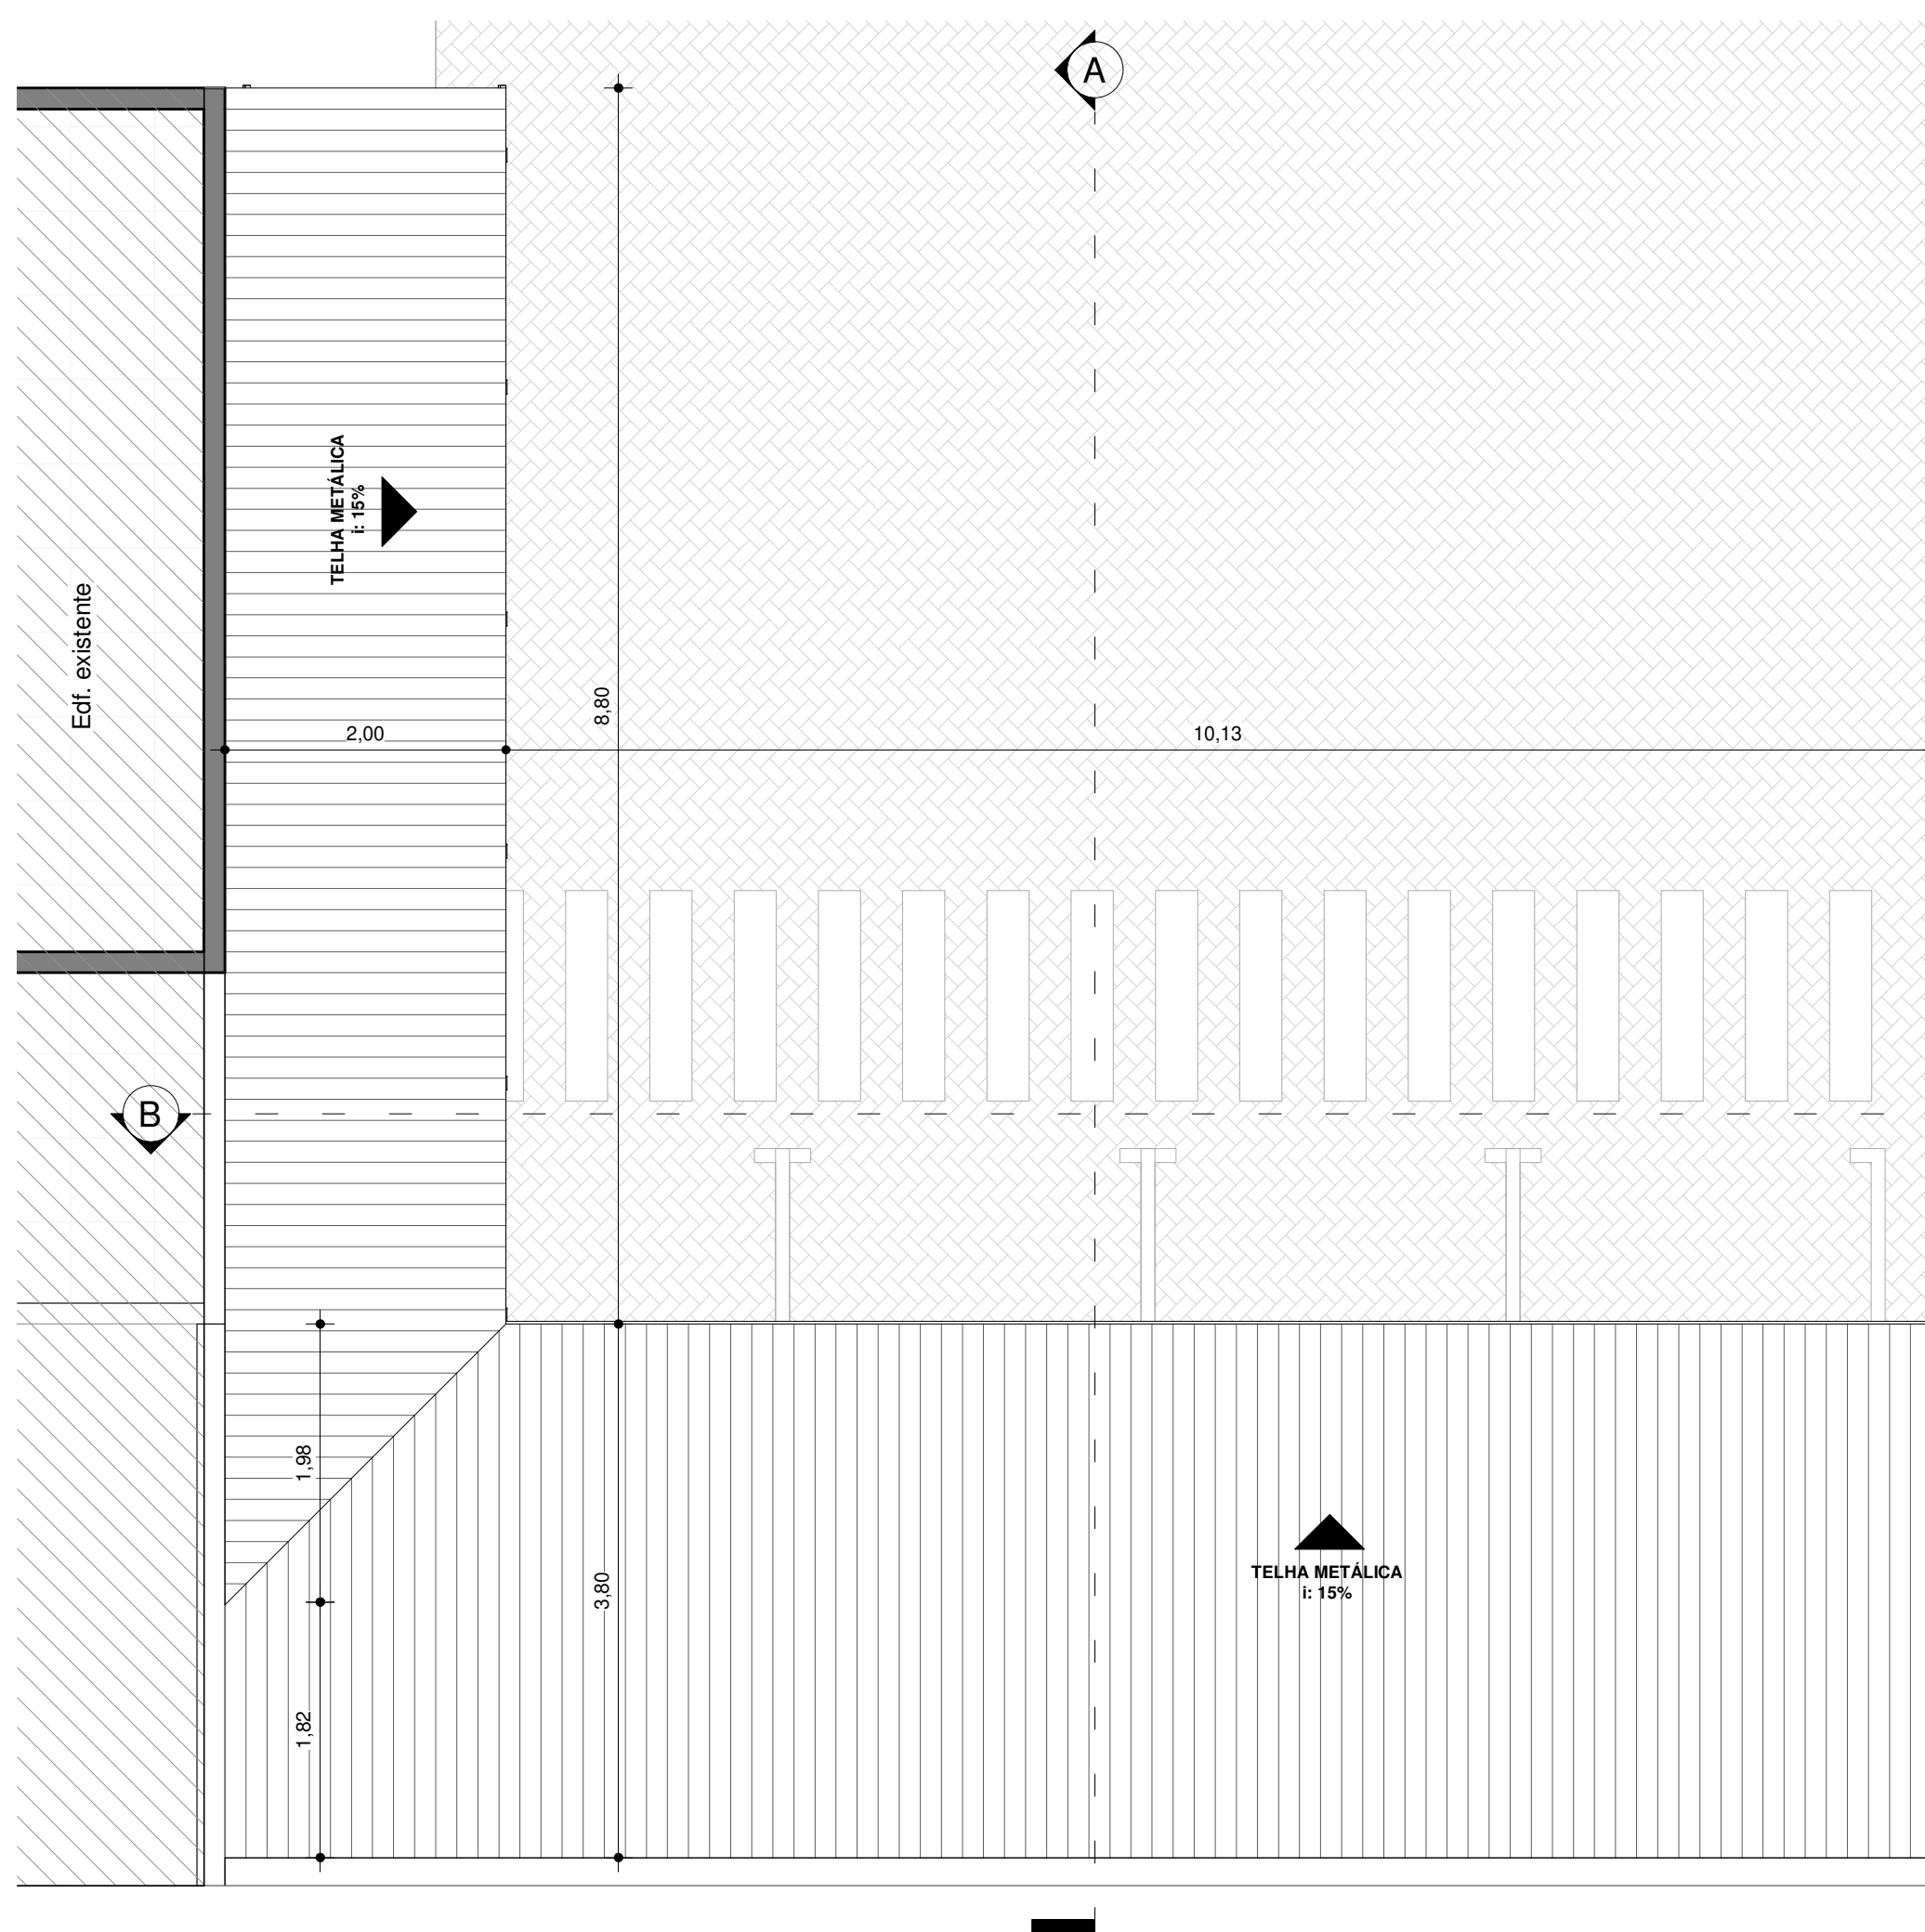 A
TELHA METÁLICA
i: 15%
Edf. existente
8,80
2,00
10,13
B
1,98
TELHA METÁLICA
i: 15%
3,80
1,82